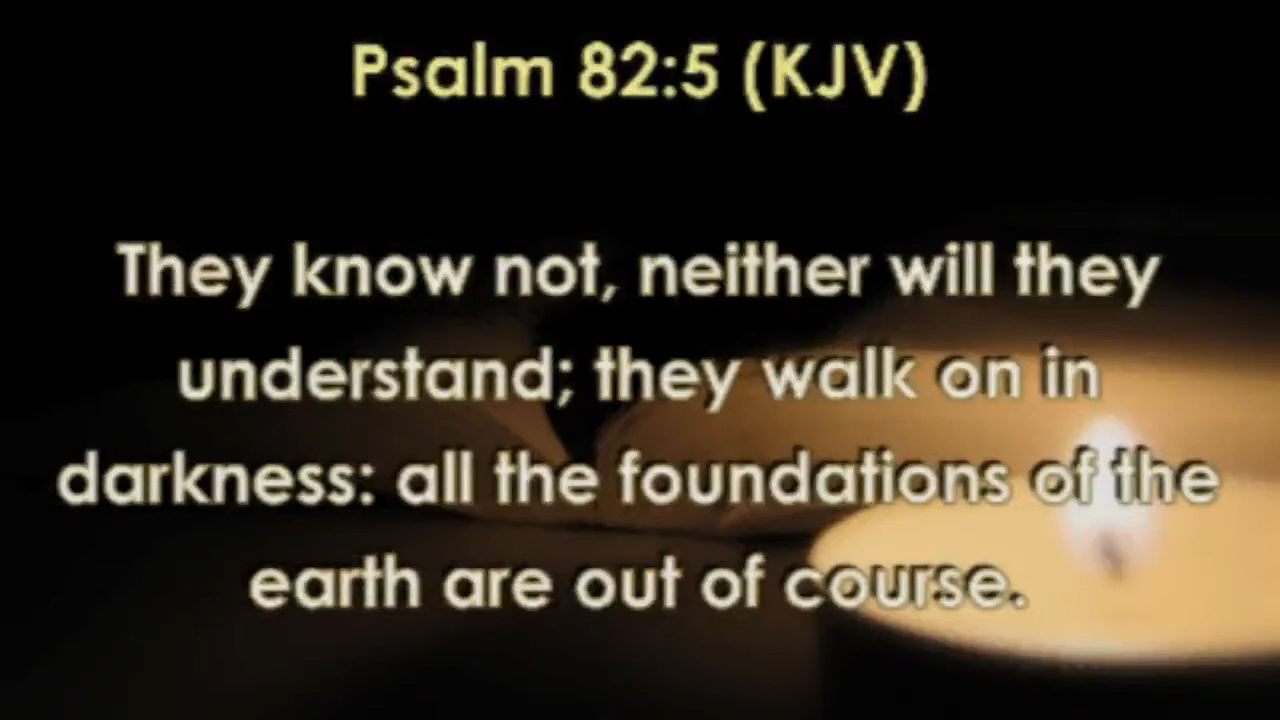 Psalm 82:5 (KJV)
They know not, neither will they
understand; they walk on in
darkness: all the foundations of the
earth are out of course.